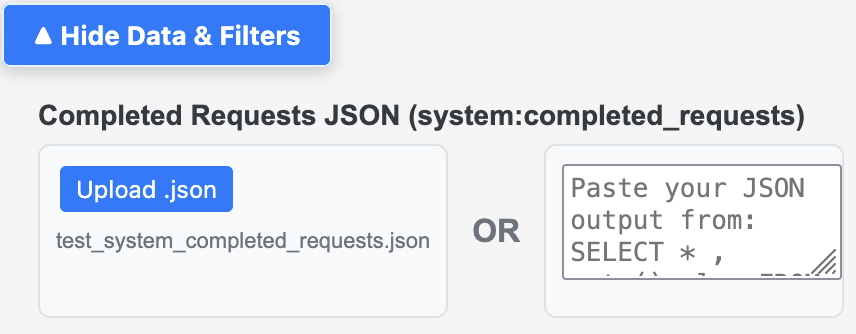 ▲ Hide Data & Filters
Completed Requests JSON (system:completed_requests)
Upload .json
test_system_completed_requests.json
OR
Paste your JSON
output from:
SELECT * ,